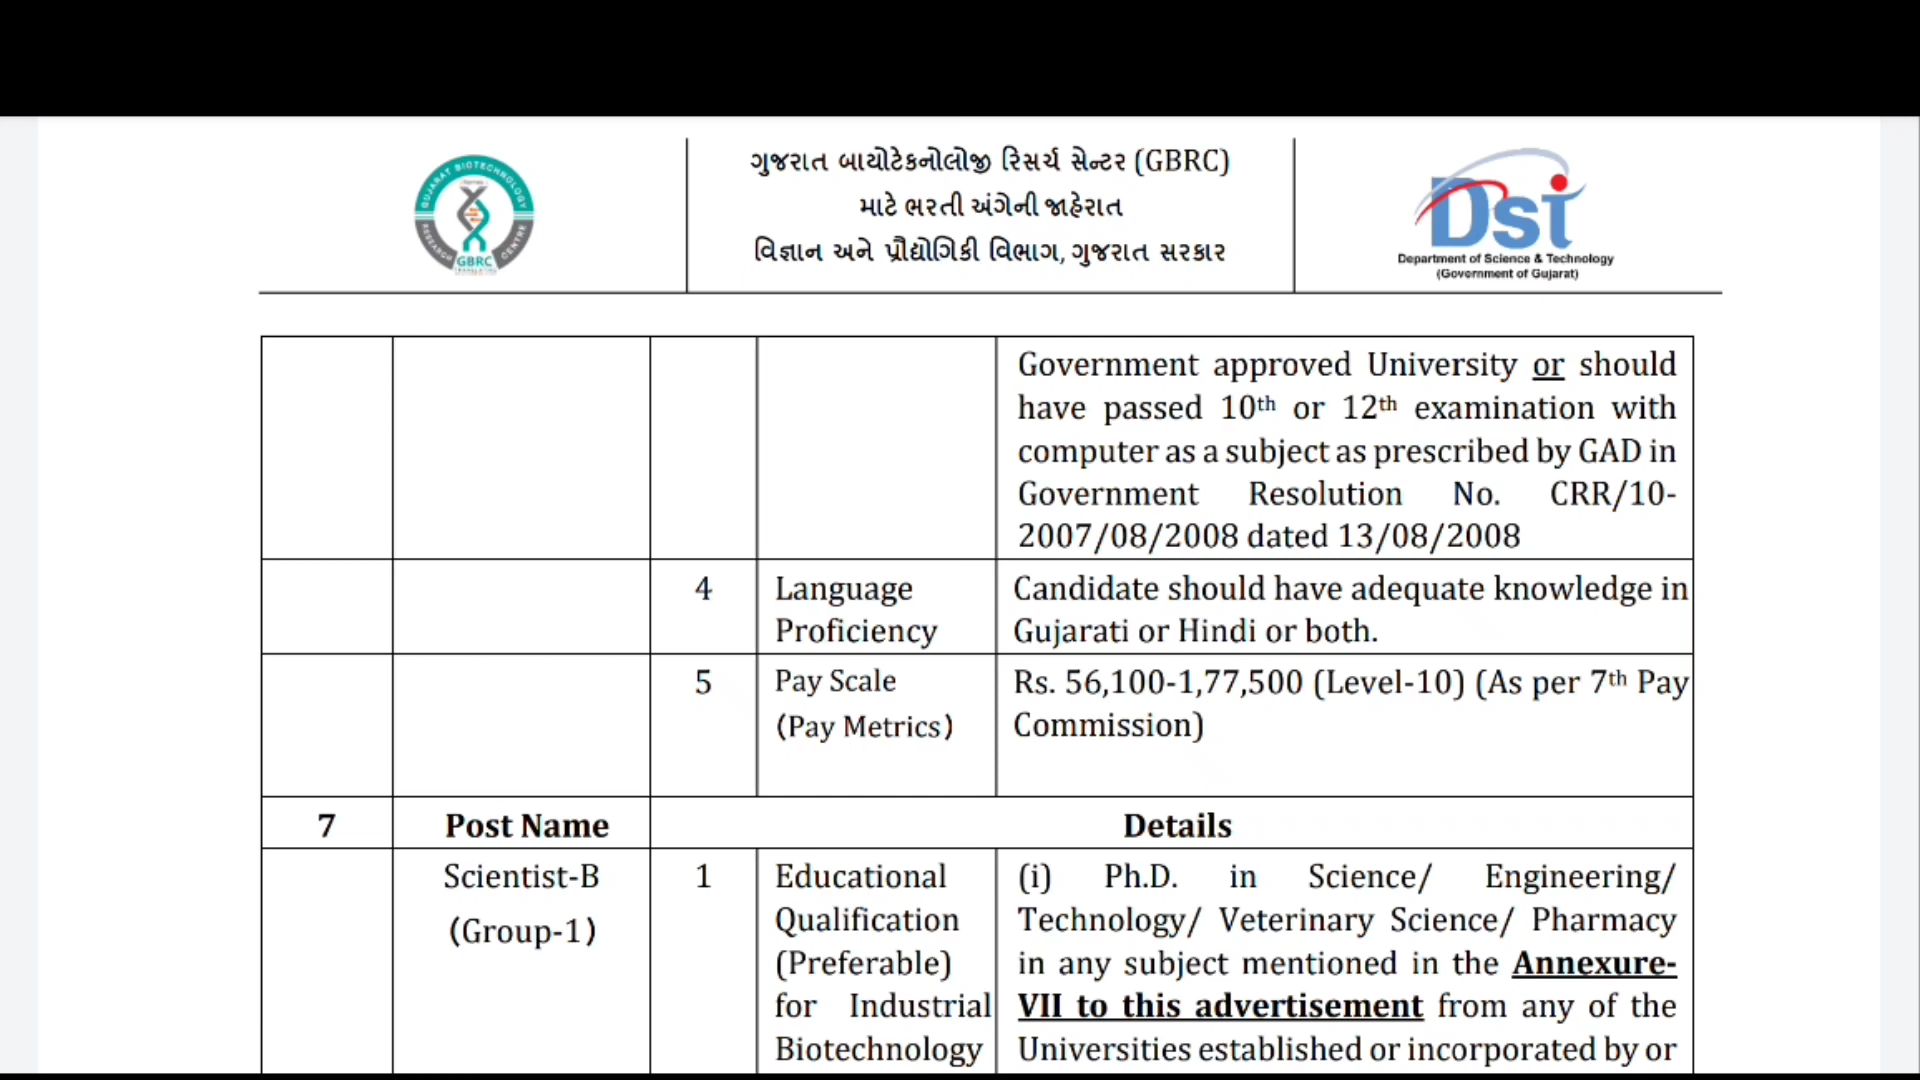 GUJARAT BIOTECHNOLOGY
RESEARCH CENTRE
GBRC
ગુજરાત બાયોટેકનોલોજી રિસર્ચ સેન્ટર (GBRC)
માટે ભરતી અંગેની જાહેરાત
વિજ્ઞાન અને પ્રૌદ્યોગિકી વિભાગ, ગુજરાત સરકાર
Dst
Department of Science & Technology
(Government of Gujarat)
Government approved University or should
have passed 10th or 12th examination with
computer as a subject as prescribed by GAD in
Government Resolution No. CRR/10-
2007/08/2008 dated 13/08/2008
4 Language Candidate should have adequate knowledge in
Proficiency Gujarati or Hindi or both.
5 Pay Scale Rs. 56,100-1,77,500 (Level-10) (As per 7th Pay
(Pay Metrics) Commission)
7 Post Name Details
Scientist-B 1 Educational (i) Ph.D. in Science/ Engineering/
(Group-1) Qualification Technology/ Veterinary Science/ Pharmacy
(Preferable) in any subject mentioned in the Annexure-
for Industrial VII to this advertisement from any of the
Biotechnology Universities established or incorporated by or